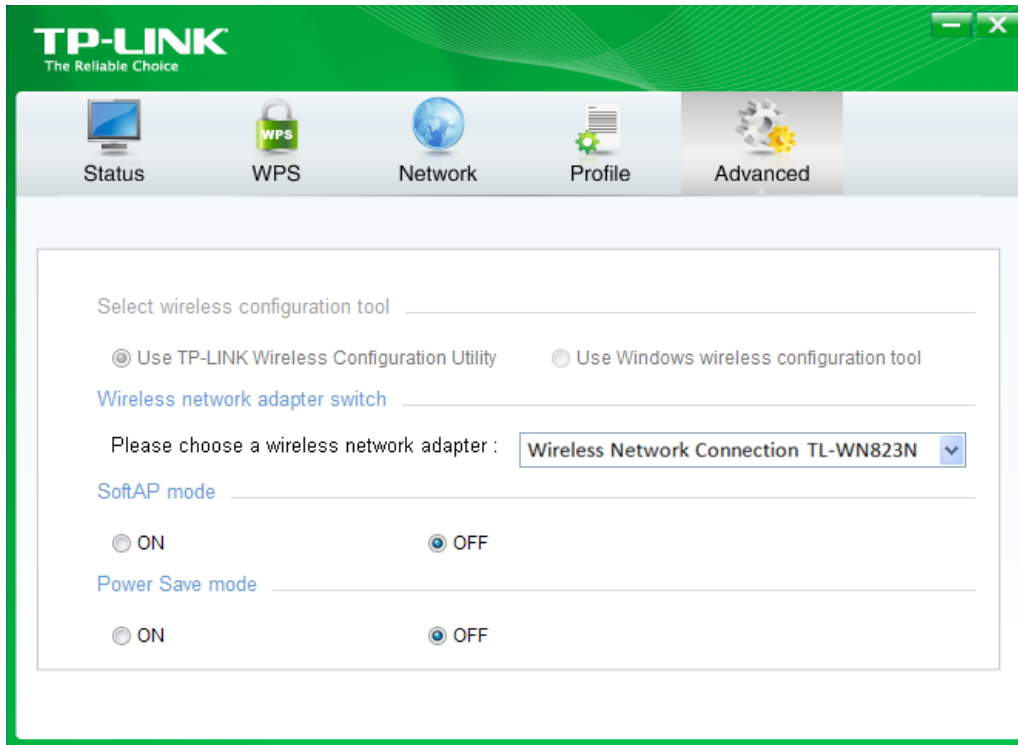 TP-LINK
The Reliable Choice
Status WPS Network Profile Advanced
WPS
Select wireless configuration tool
Use TP-LINK Wireless Configuration Utility Use Windows wireless configuration tool
Wireless network adapter switch
Please choose a wireless network adapter : Wireless Network Connection TL-WN823N
SoftAP mode
ON OFF
Power Save mode
ON OFF